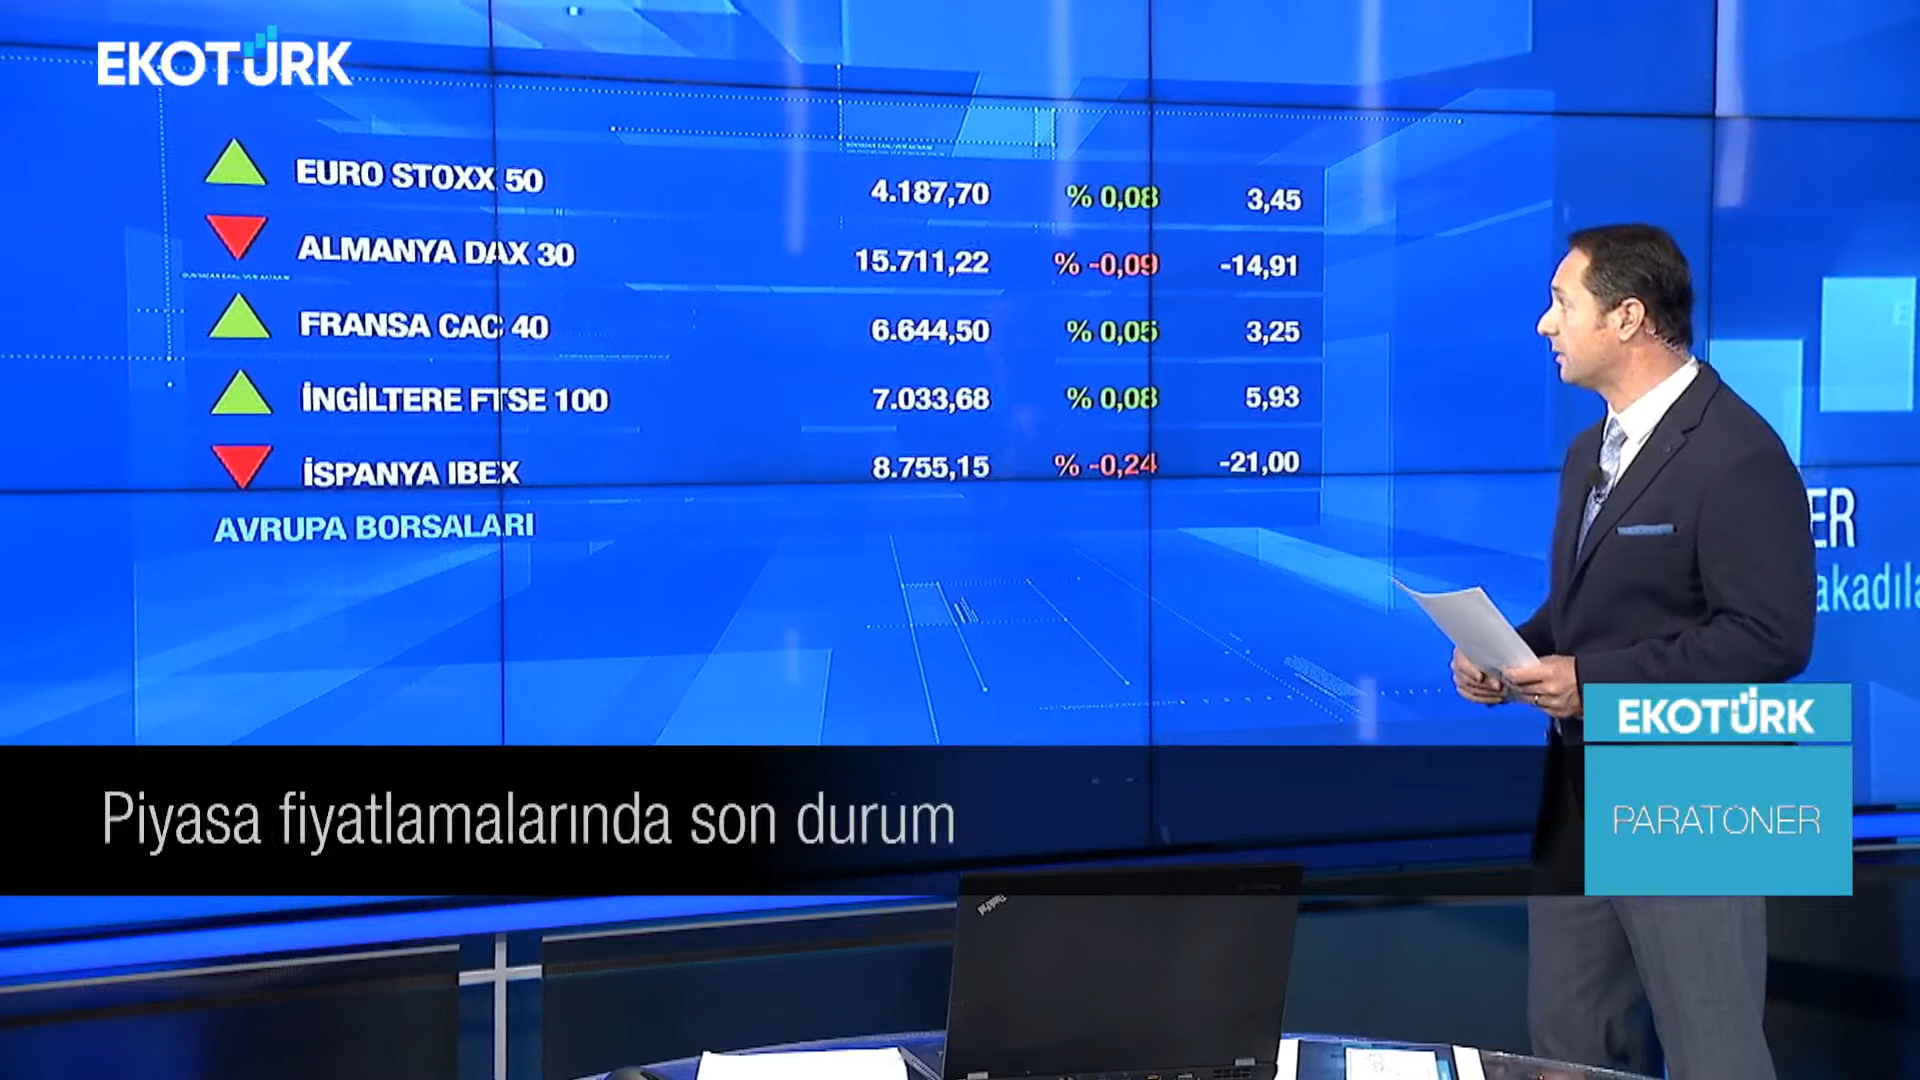 EKOTÜRK
EURO STOXX 50 4.187,70 % 0,08 3,45
ALMANYA DAX 30 15.711,22 % -0,09 -14,91
FRANSA CAC 40 6.644,50 % 0,05 3,25
İNGİLTERE FTSE 100 7.033,68 % 0,08 5,93
İSPANYA IBEX 8.755,15 % -0,24 -21,00
AVRUPA BORSALARI
ER
akadıla
EKOTÜRK
Piyasa fiyatlamalarında son durum
PARATONER
ThinkPad